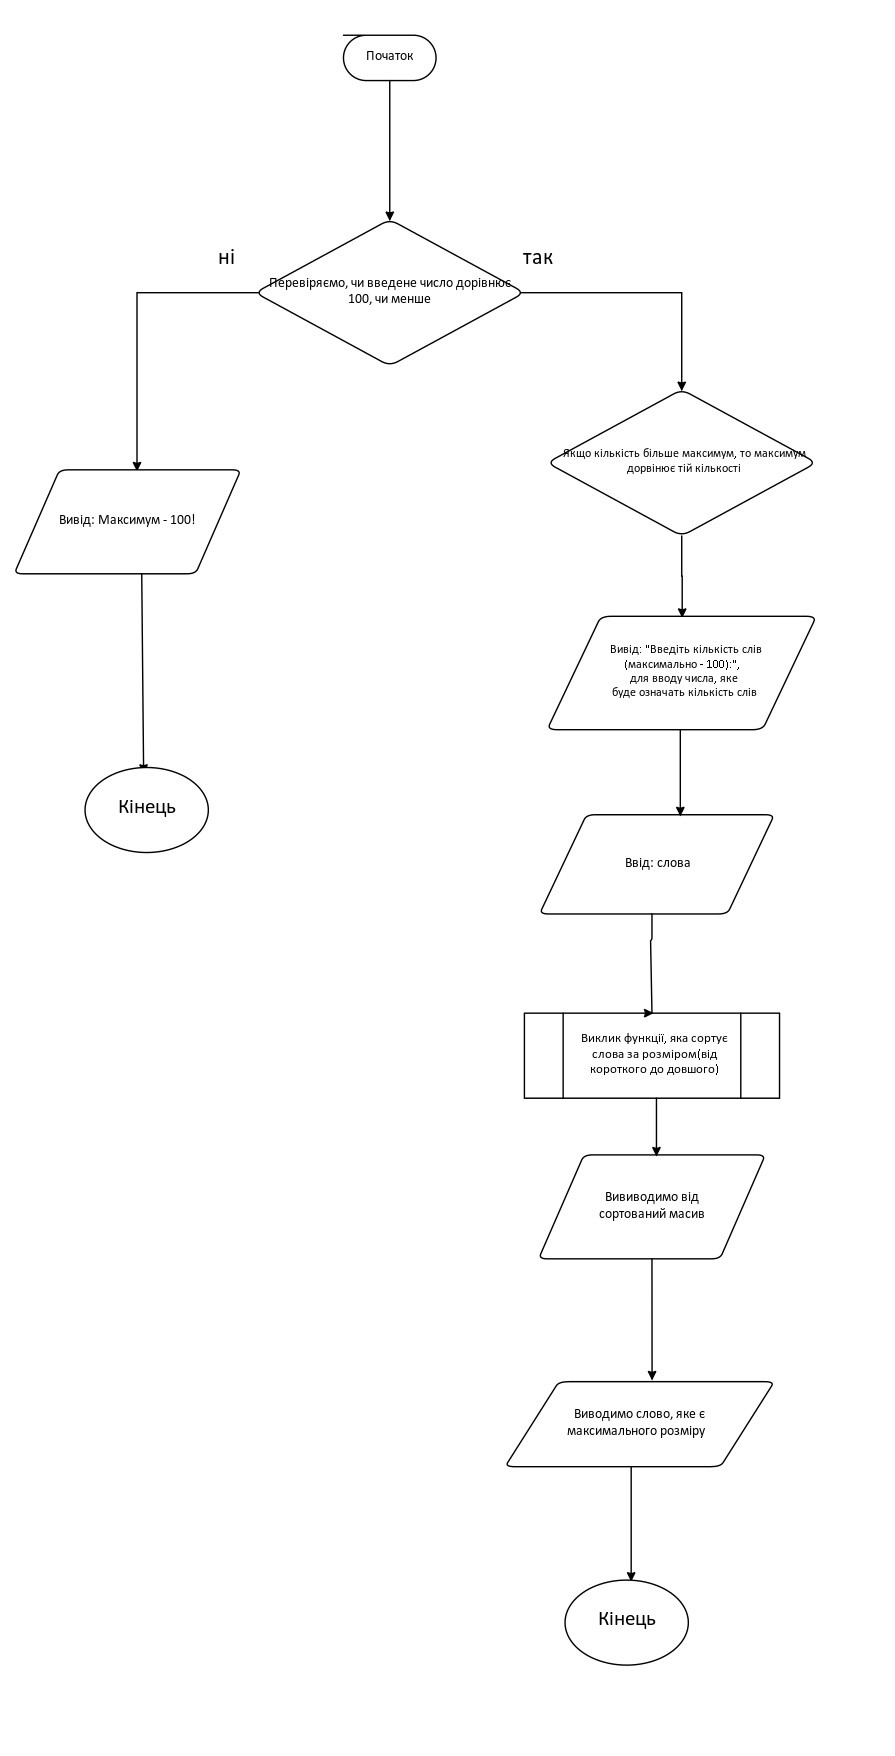 Початок
ні
так
Перевіряємо, чи введене число дорівнює
100, чи менше
Якщо кількість більше максимум, то максимум
дорвінює тій кількості
Вивід: Максимум - 100!
Вивід: "Введіть кількість слів
(максимально - 100):",
для вводу числа, яке
буде означать кількість слів
Кінець
Ввід: слова
Виклик функції, яка сортує
слова за розміром(від
короткого до довшого)
Вививодимо від
сортований масив
Виводимо слово, яке є
максимального розміру
Кінець